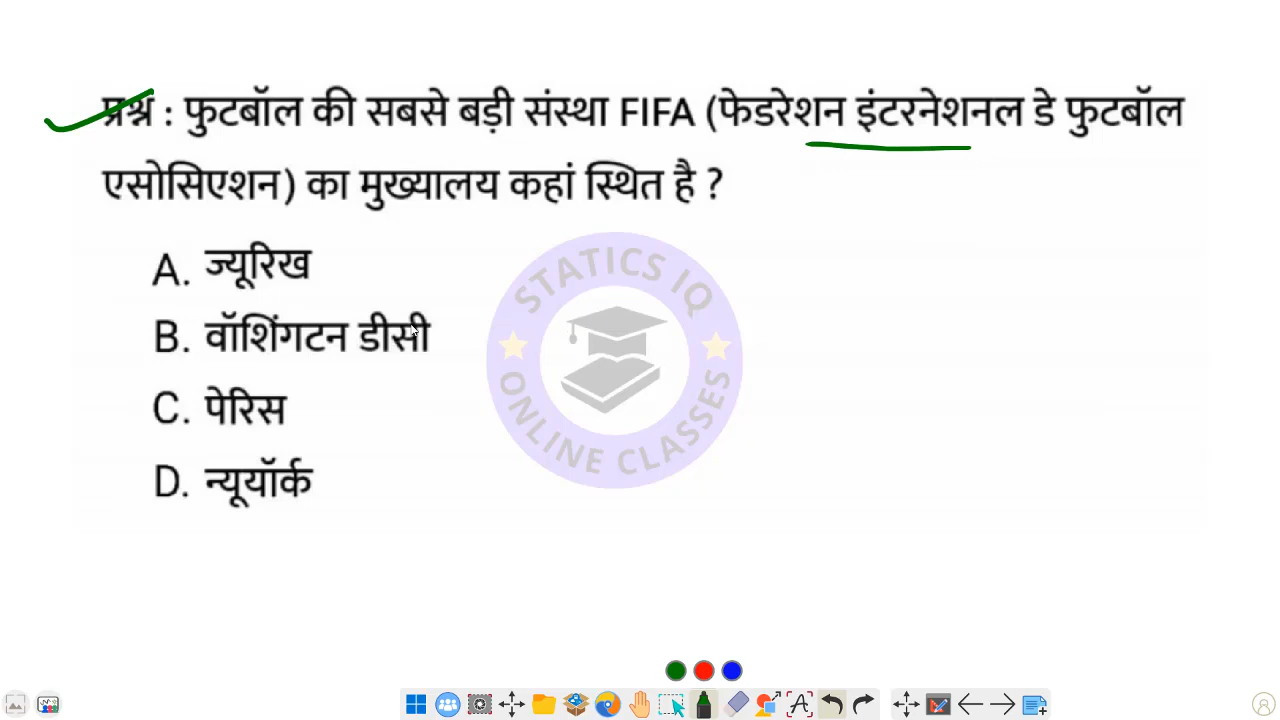 प्रश्न : फुटबॉल की सबसे बड़ी संस्था FIFA (फेडरेशन इंटरनेशनल डे फुटबॉल
एसोसिएशन) का मुख्यालय कहां स्थित है ?
A. ज्यूरिख
B. वॉशिंगटन डीसी
C. पेरिस
D. न्यूयॉर्क
STATICS IQ
ONLINE CLASSES